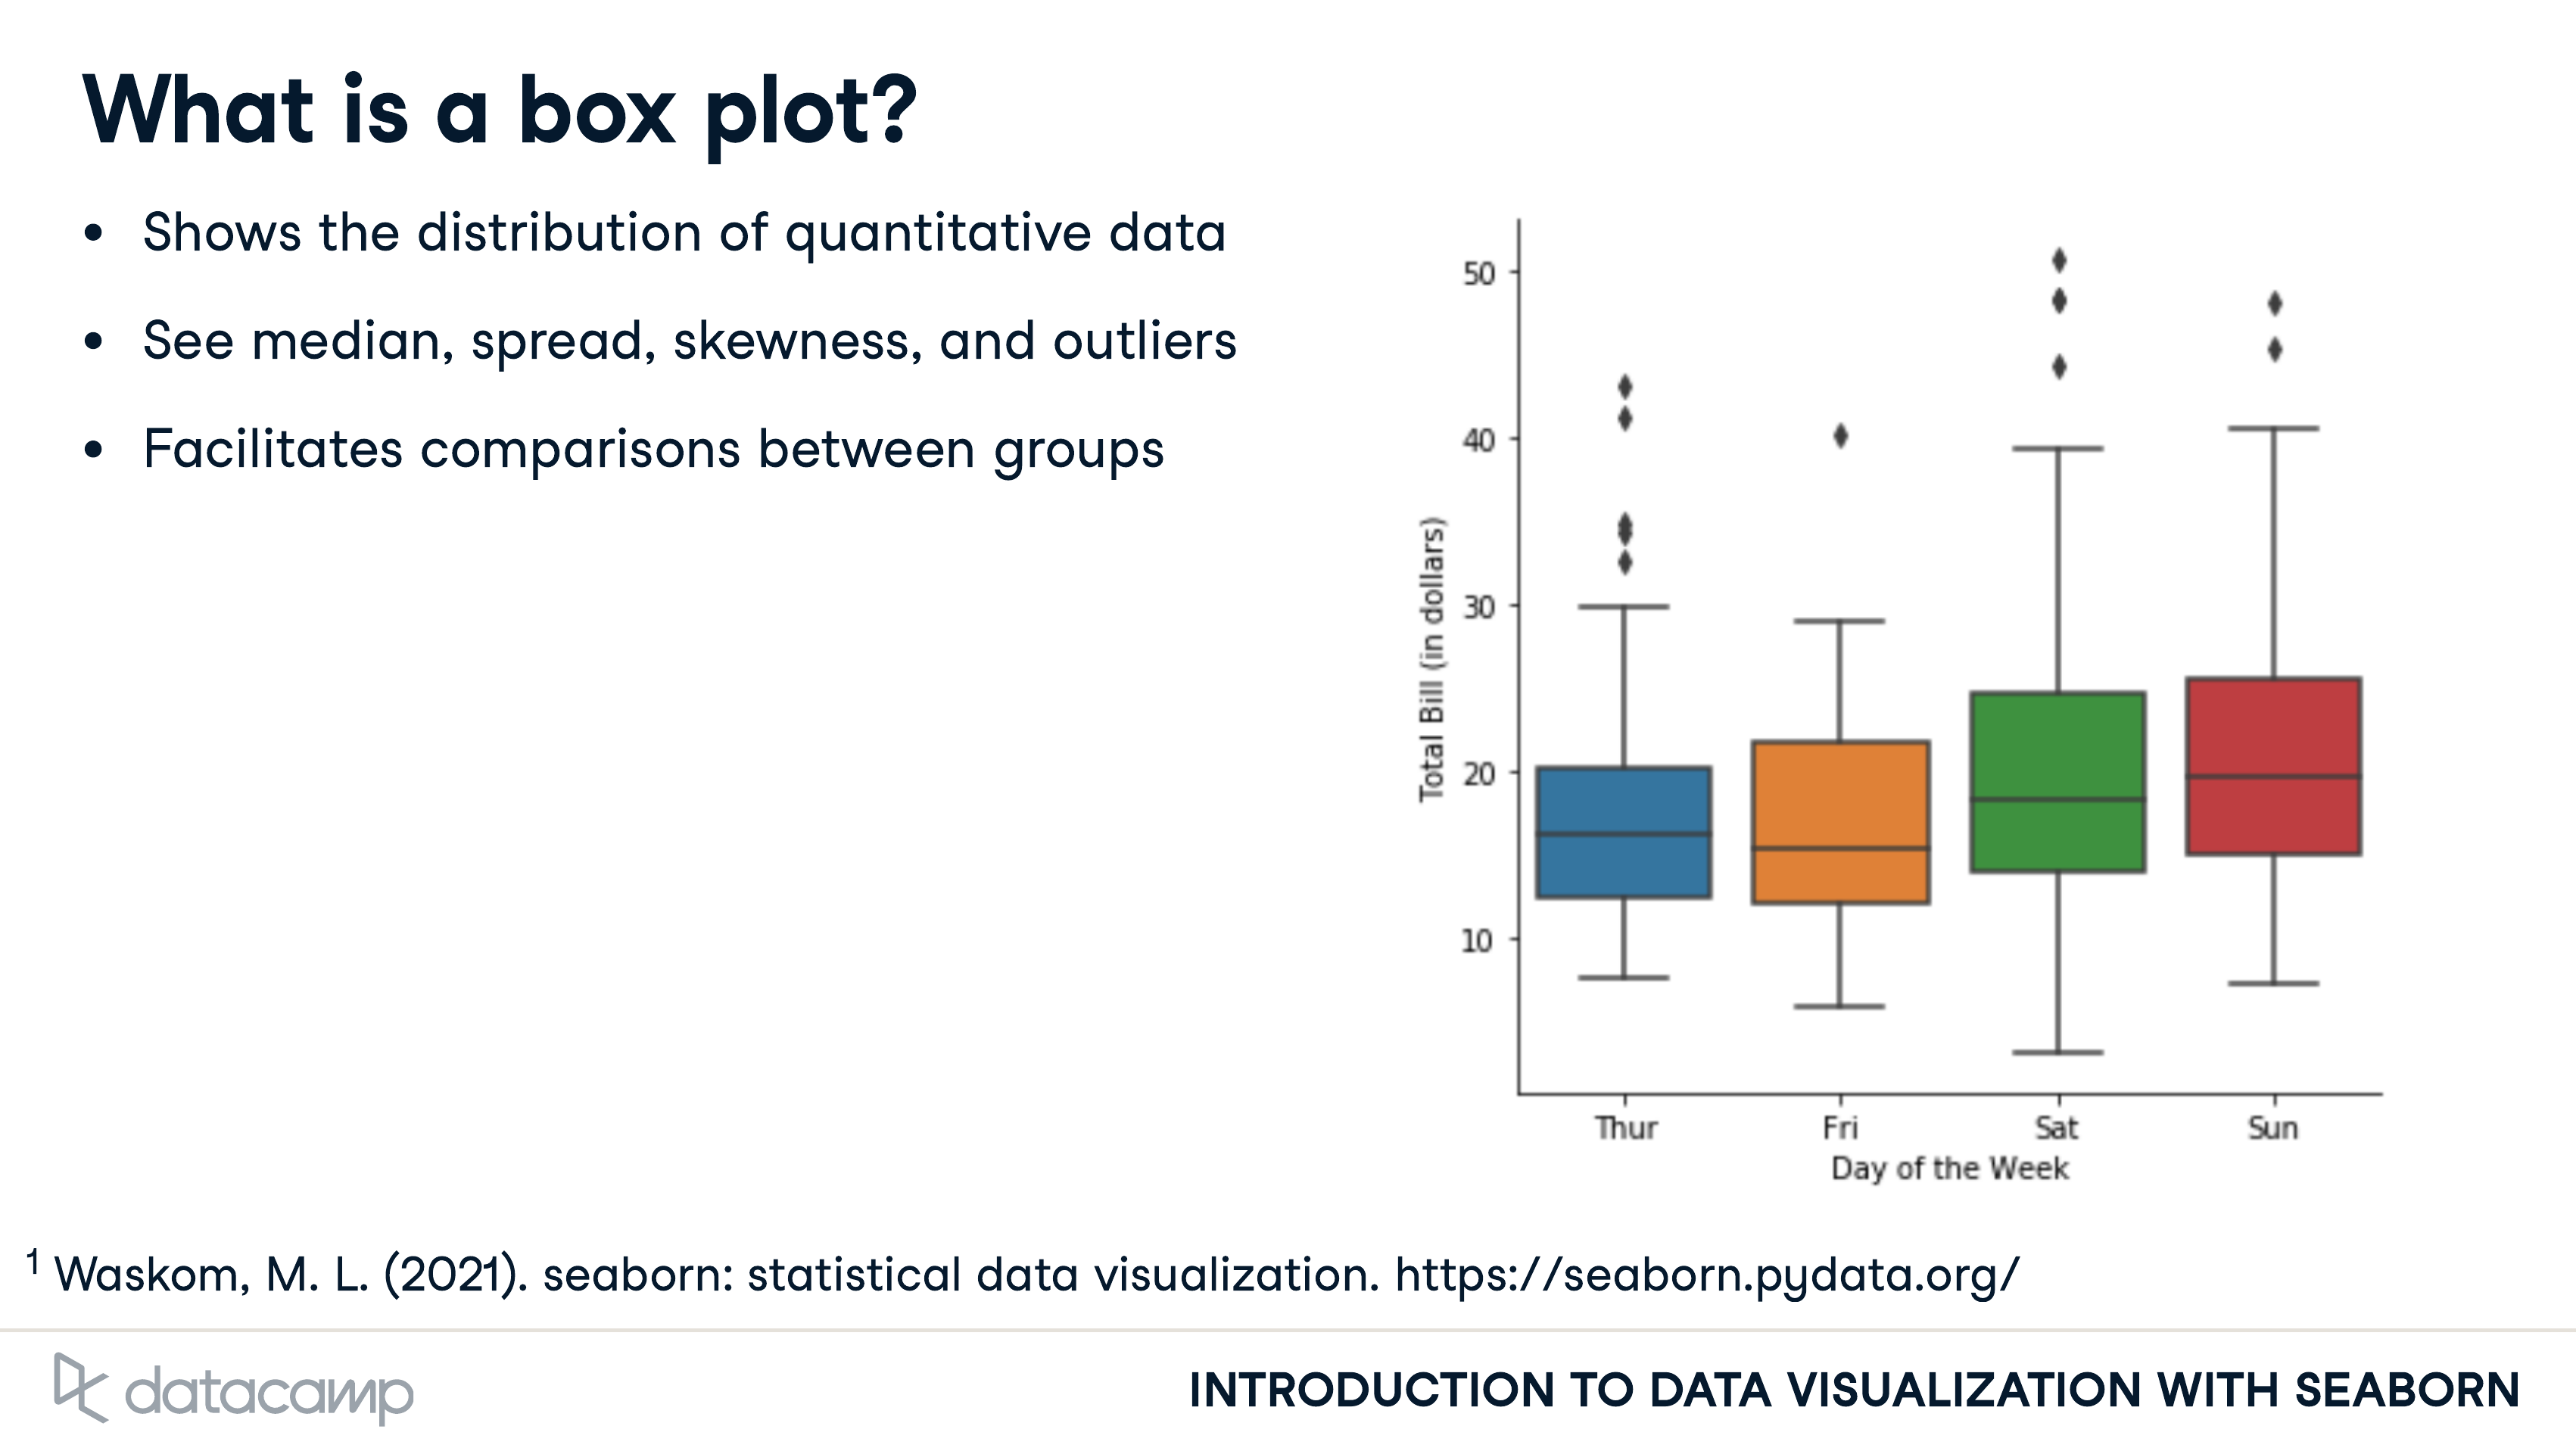 What is a box plot?
• Shows the distribution of quantitative data
• See median, spread, skewness, and outliers
• Facilitates comparisons between groups
50
40
30
20
10
Total Bill (in dollars)
Thur Fri Sat Sun
Day of the Week
1 Waskom, M. L. (2021). seaborn: statistical data visualization. https://seaborn.pydata.org/
datacamp
INTRODUCTION TO DATA VISUALIZATION WITH SEABORN